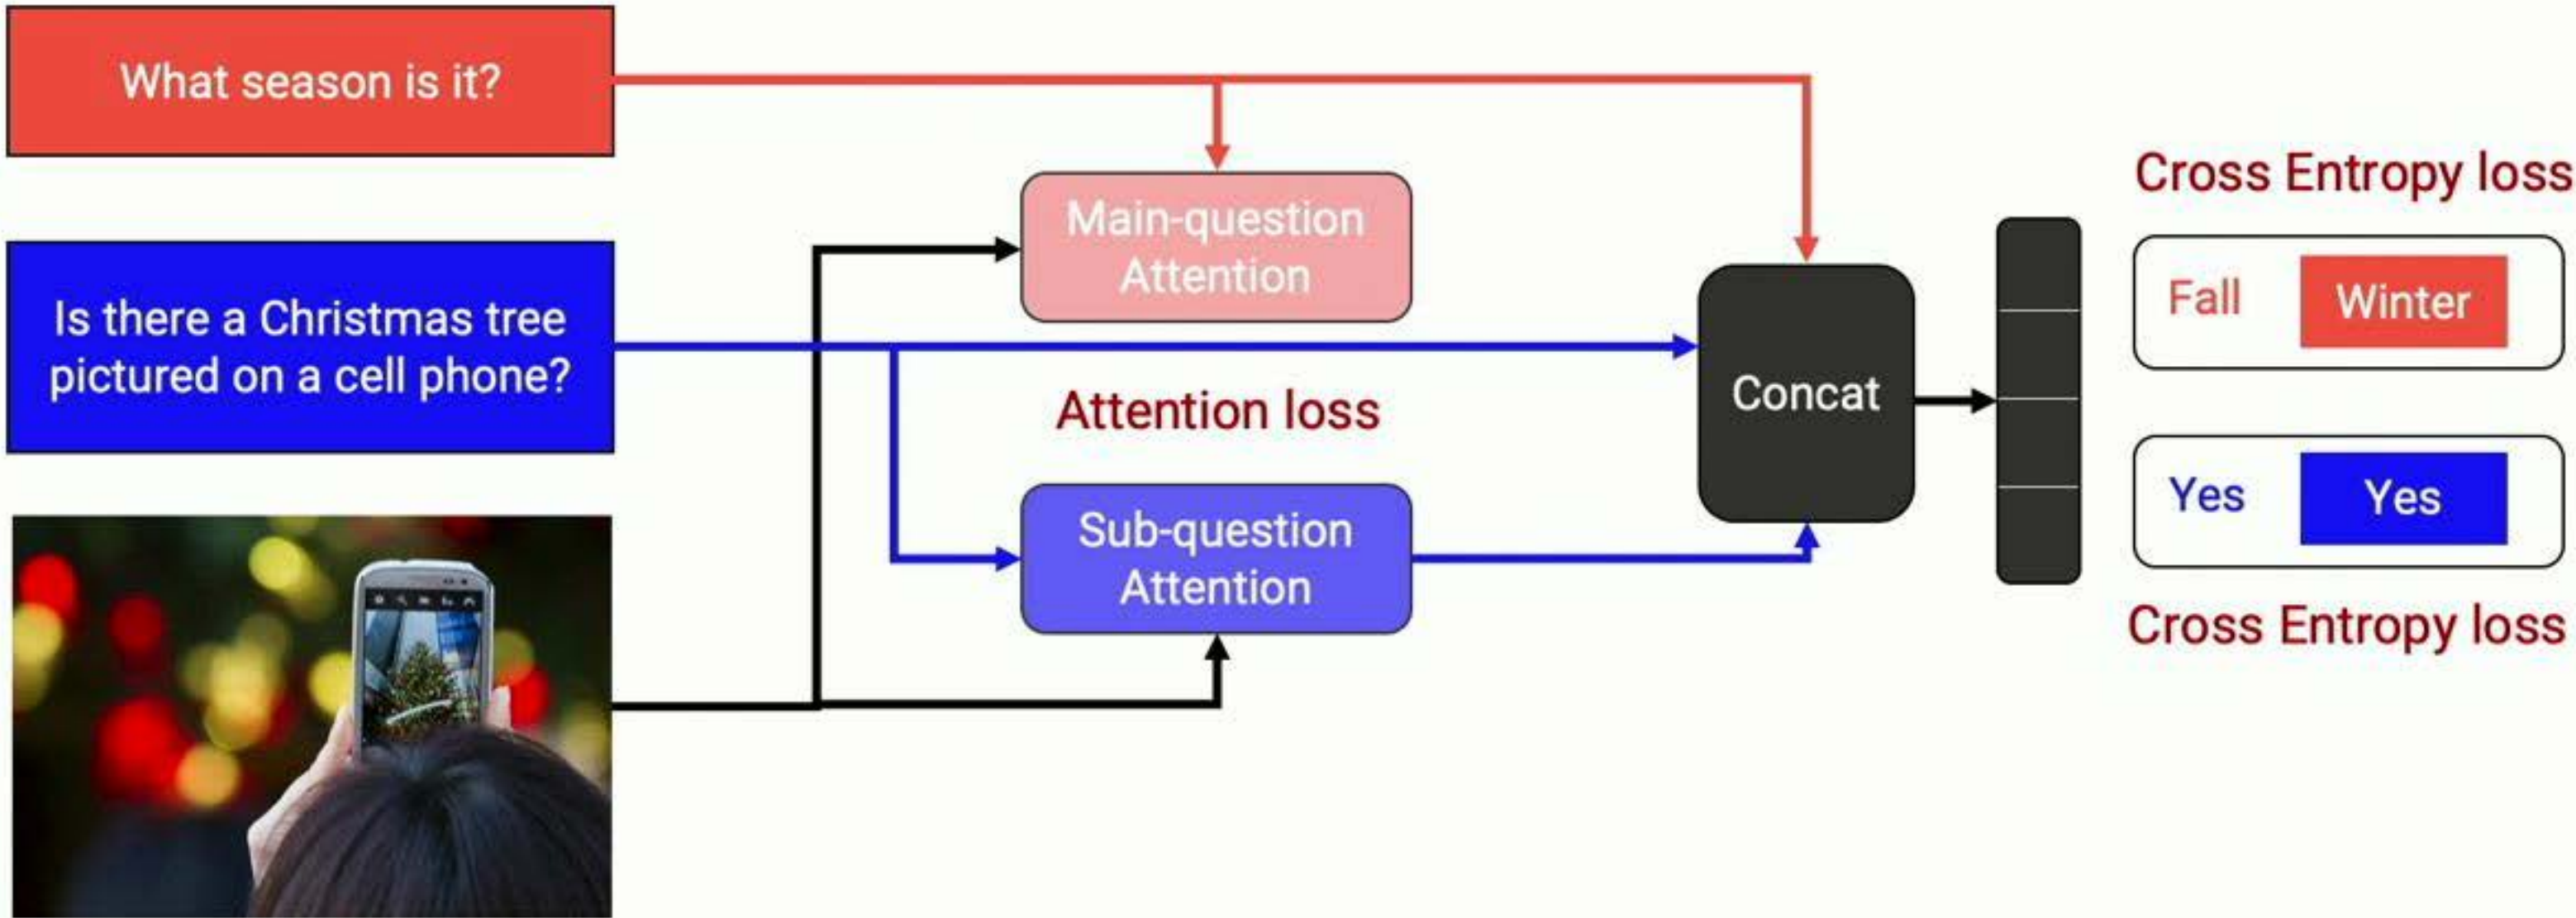 What season is it?
Is there a Christmas tree
pictured on a cell phone?
Main-question
Attention
Attention loss
Sub-question
Attention
Concat
Cross Entropy loss
Fall
Winter
Yes
Yes
Cross Entropy loss